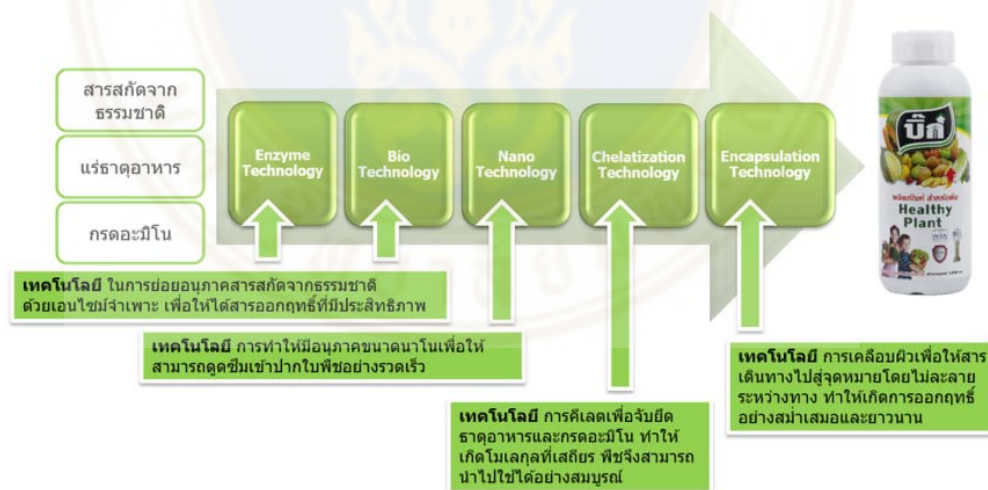 สารสกัดจาก
ธรรมชาติ
แร่ธาตุอาหาร
กรดอะมิโน
Enzyme
Technology
Bio
Technology
Nano
Technology
Chelatization
Technology
Encapsulation
Technology
เทคโนโลยี ในการย่อยอนุภาคสารสกัดจากธรรมชาติ
ด้วยเอนไซม์จำเพาะ เพื่อให้ได้สารออกฤทธิ์ที่มีประสิทธิภาพ
เทคโนโลยี การทำให้มีอนุภาคขนาดนาโนเพื่อให้
สามารถดูดซึมเข้าปากใบพืชอย่างรวดเร็ว
เทคโนโลยี การคีเลตเพื่อจับยึด
ธาตุอาหารและกรดอะมิโน ทำให้
เกิดโมเลกุลที่เสถียร พืชจึงสามารถ
นำไปใช้ได้อย่างสมบูรณ์
เทคโนโลยี การเคลือบผิวเพื่อให้สาร
เดินทางไปสู่จุดหมายโดยไม่ละลาย
ระหว่างทาง ทำให้เกิดการออกฤทธิ์
อย่างสม่ำเสมอและยาวนาน
บิ๊ก
ผลิตภัณฑ์ สำหรับพืช
Healthy
Plant